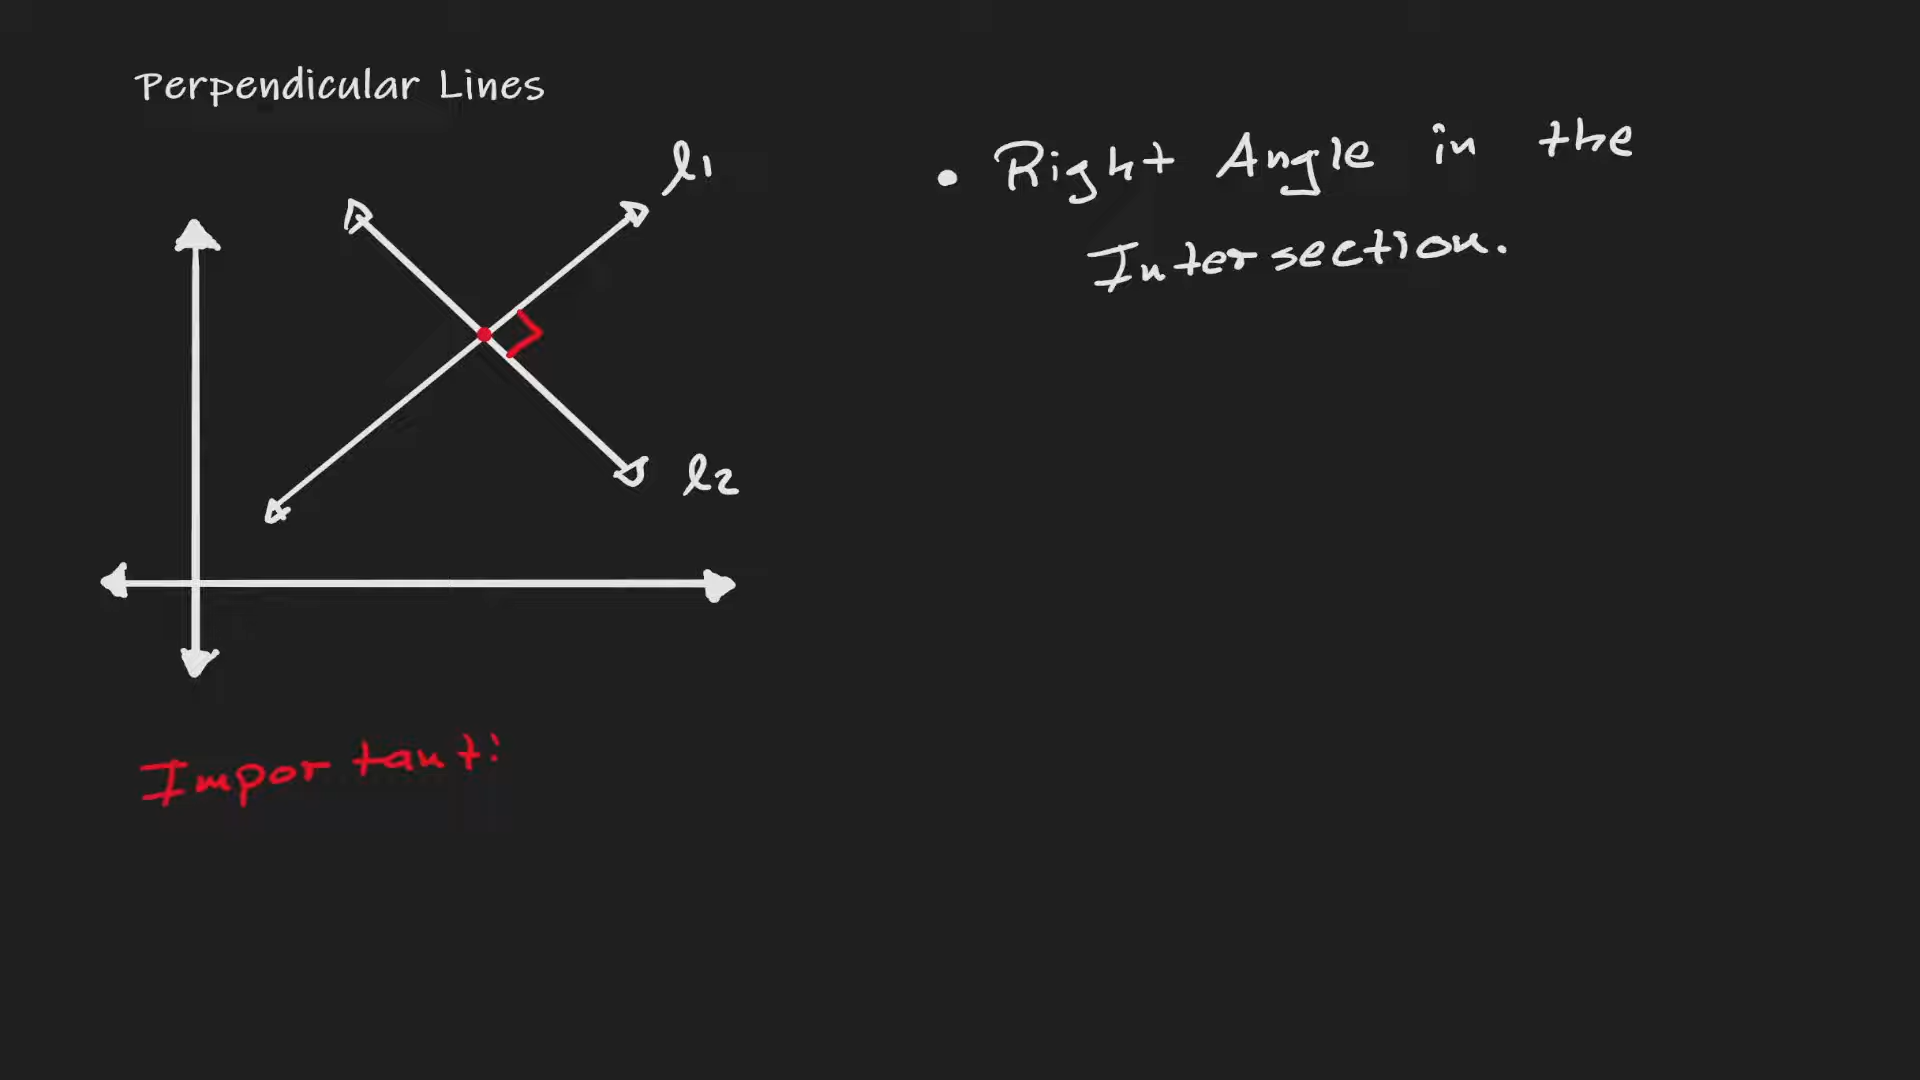 Perpendicular Lines
l1
• Right Angle in the
Intersection.
l2
Important: